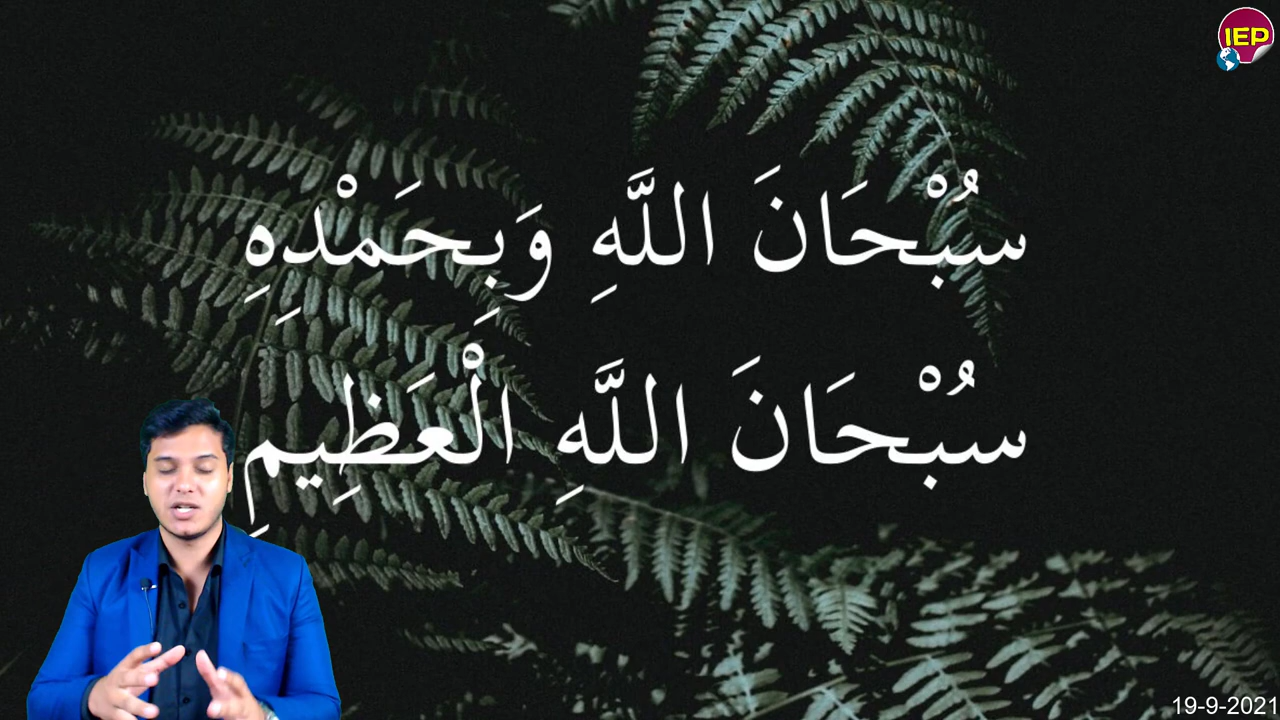 IEP
سُبْحَانَ اللَّهِ وَبِحَمْدِهِ
سُبْحَانَ اللَّهِ الْعَظِيمِ
19-9-2021